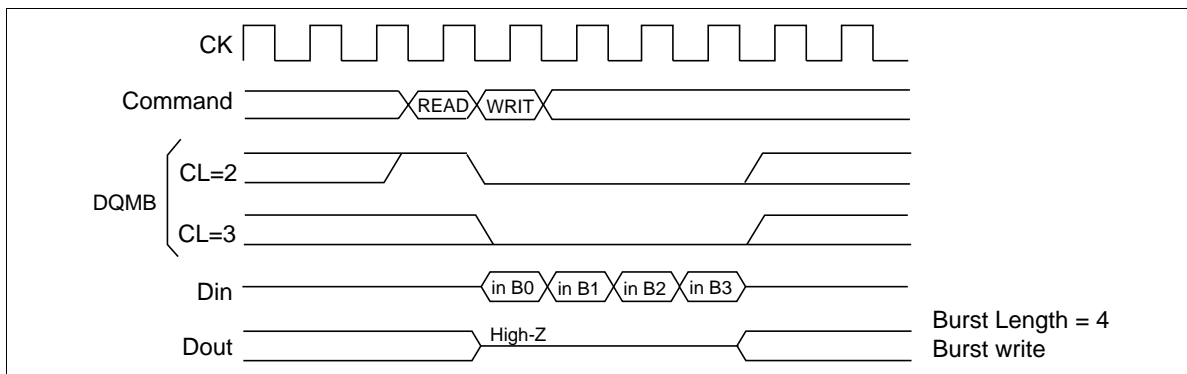 CK
Command
READ
WRIT
DQMB
CL=2
CL=3
Din
in B0
in B1
in B2
in B3
Dout
High-Z
Burst Length = 4
Burst write